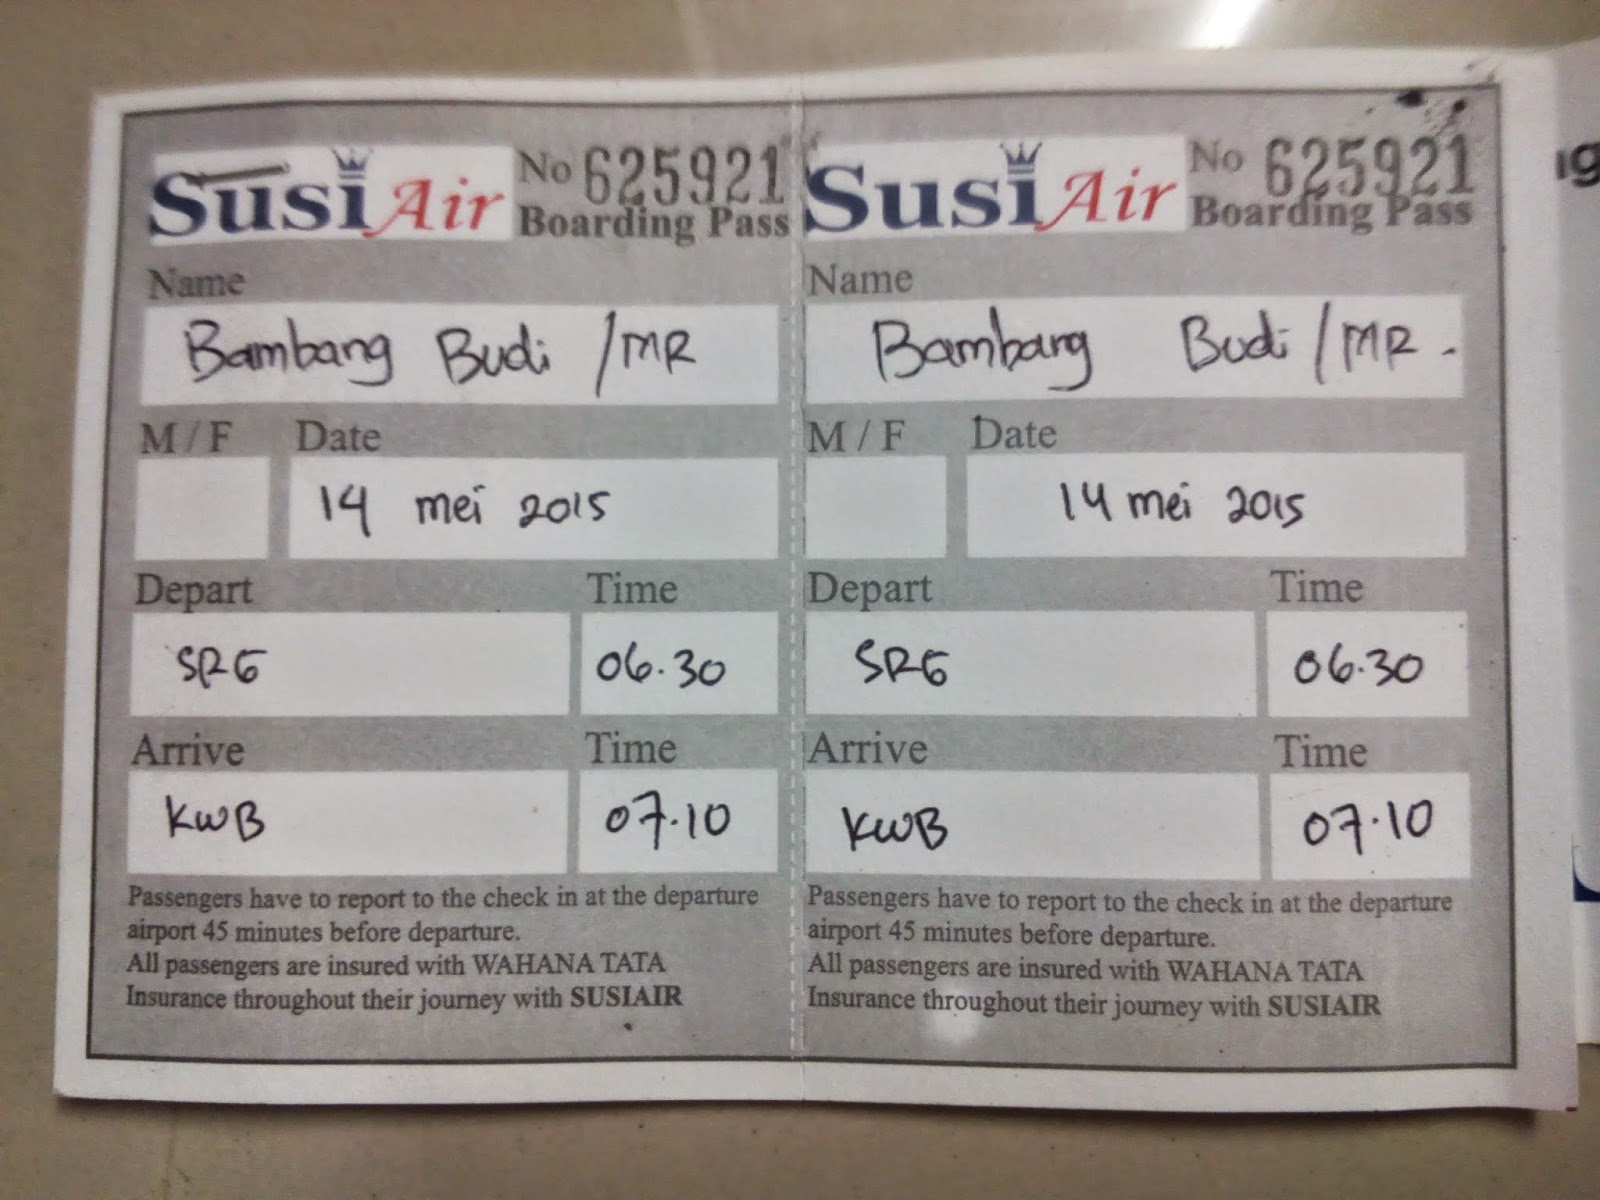 Susi Air No 625921
Boarding Pass
Name
Bambang Budi /MR
M / F Date
14 mei 2015
Depart Time
SRG 06.30
Arrive Time
KWB 07.10
Passengers have to report to the check in at the departure
airport 45 minutes before departure.
All passengers are insured with WAHANA TATA
Insurance throughout their journey with SUSIAIR
Susi Air No 625921
Boarding Pass
Name
Bambang Budi /MR.
M / F Date
14 mei 2015
Depart Time
SRG 06.30
Arrive Time
KWB 07.10
Passengers have to report to the check in at the departure
airport 45 minutes before departure.
All passengers are insured with WAHANA TATA
Insurance throughout their journey with SUSIAIR